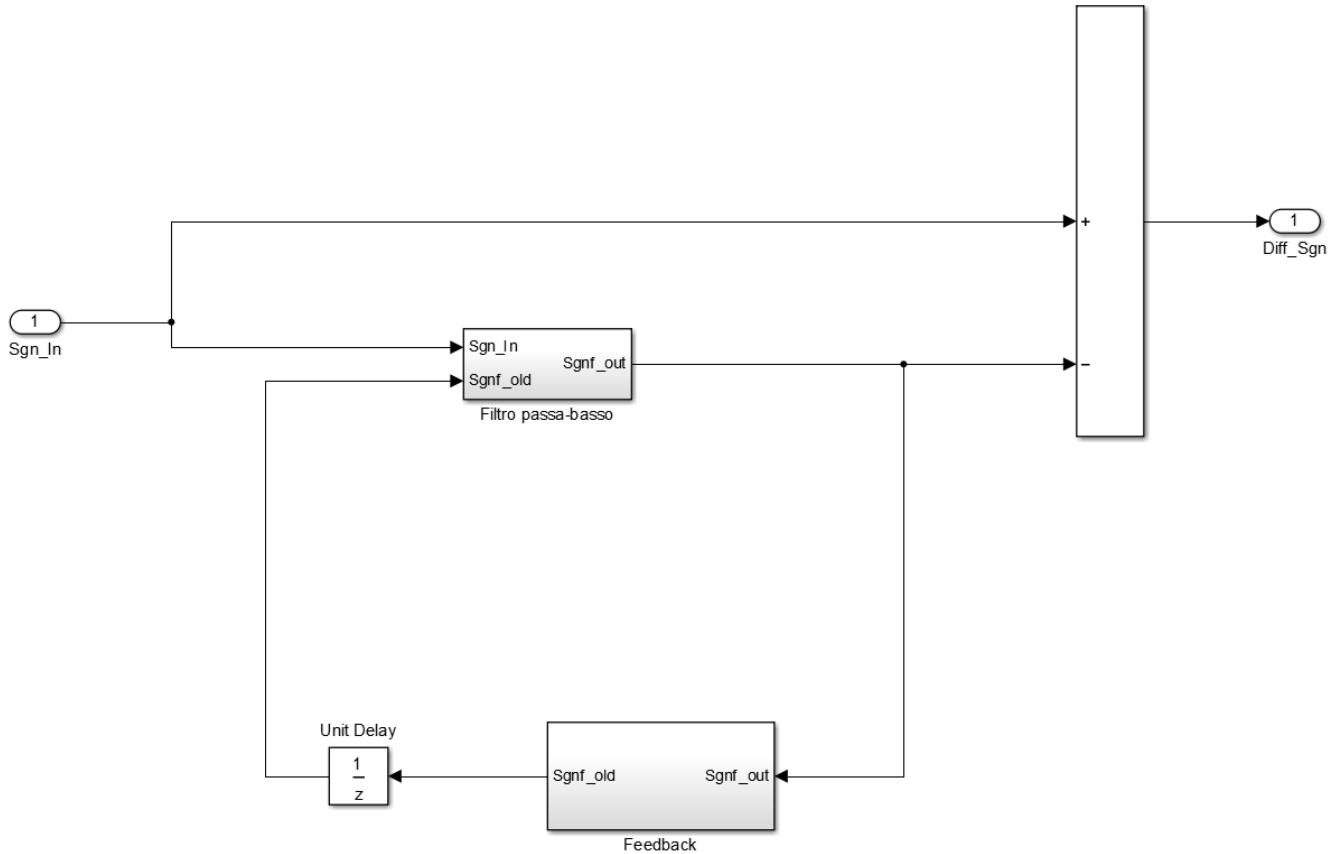 +
1
Diff_Sgn
1
Sgn_In
Sgn_In
Sgnf_out
Sgnf_old
Filtro passa-basso
−
Unit Delay
1
z
Sgnf_old
Sgnf_out
Feedback